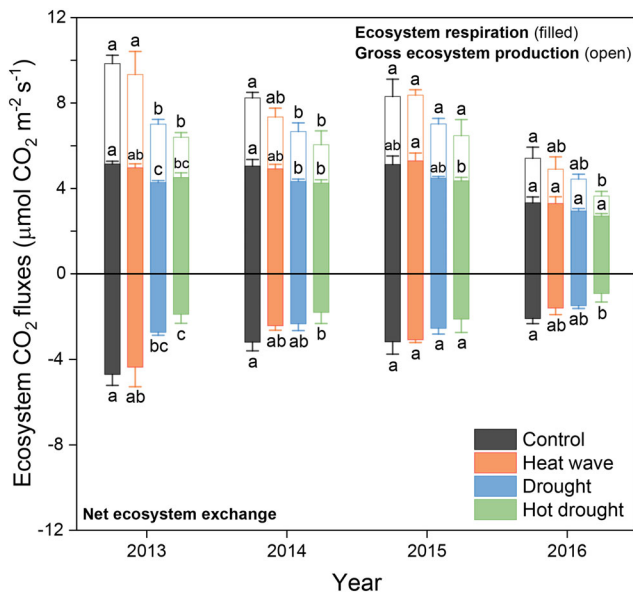 Ecosystem respiration (filled)
Gross ecosystem production (open)
12
8
4
0
-4
-8
-12
Ecosystem CO2 fluxes (μmol CO2 m⁻² s⁻¹)
a a b b a ab b b a a a a a ab ab b
a ab c bc a ab b b ab a ab b a a a a
a ab bc c a ab ab b a a a a a ab ab b
Control
Heat wave
Drought
Hot drought
Net ecosystem exchange
2013 2014 2015 2016
Year